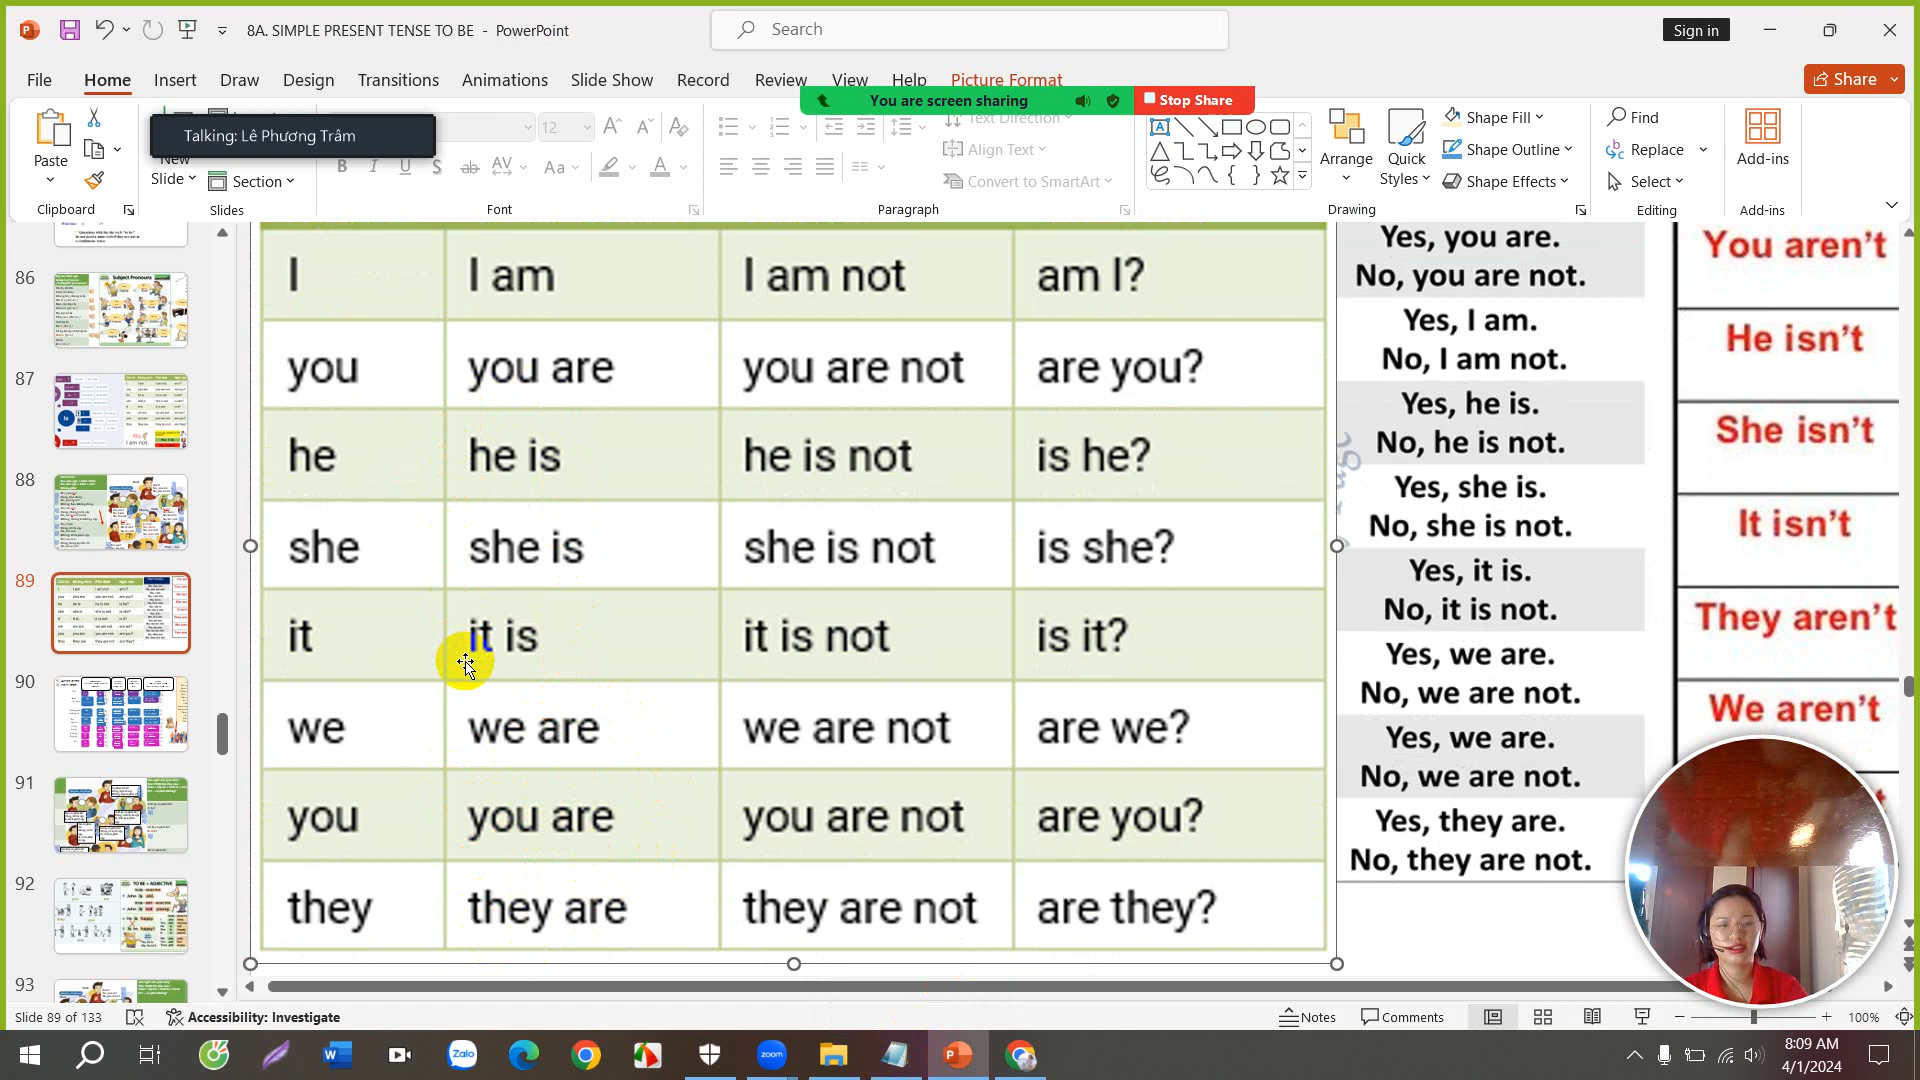 8A. SIMPLE PRESENT TENSE TO BE - PowerPoint
Search
Sign in
File Home Insert Draw Design Transitions Animations Slide Show Record Review View Help Picture Format
Share
You are screen sharing
Stop Share
Talking: Lê Phương Trâm
Paste
New
Slide
Section
12
Text Direction
Align Text
Convert to SmartArt
Arrange
Quick
Styles
Shape Fill
Shape Outline
Shape Effects
Find
Replace
Select
Add-ins
Clipboard
Slides
Font
Paragraph
Drawing
Editing
Add-ins
86
87
88
89
90
91
92
93
I I am I am not am I?
you you are you are not are you?
he he is he is not is he?
she she is she is not is she?
it it is it is not is it?
we we are we are not are we?
you you are you are not are you?
they they are they are not are they?
Yes, you are.
No, you are not.
Yes, I am.
No, I am not.
Yes, he is.
No, he is not.
Yes, she is.
No, she is not.
Yes, it is.
No, it is not.
Yes, we are.
No, we are not.
Yes, we are.
No, we are not.
Yes, they are.
No, they are not.
You aren't
He isn't
She isn't
It isn't
They aren't
We aren't
Slide 89 of 133
Accessibility: Investigate
Notes
Comments
100%
Zalo
zoom
8:09 AM
4/1/2024